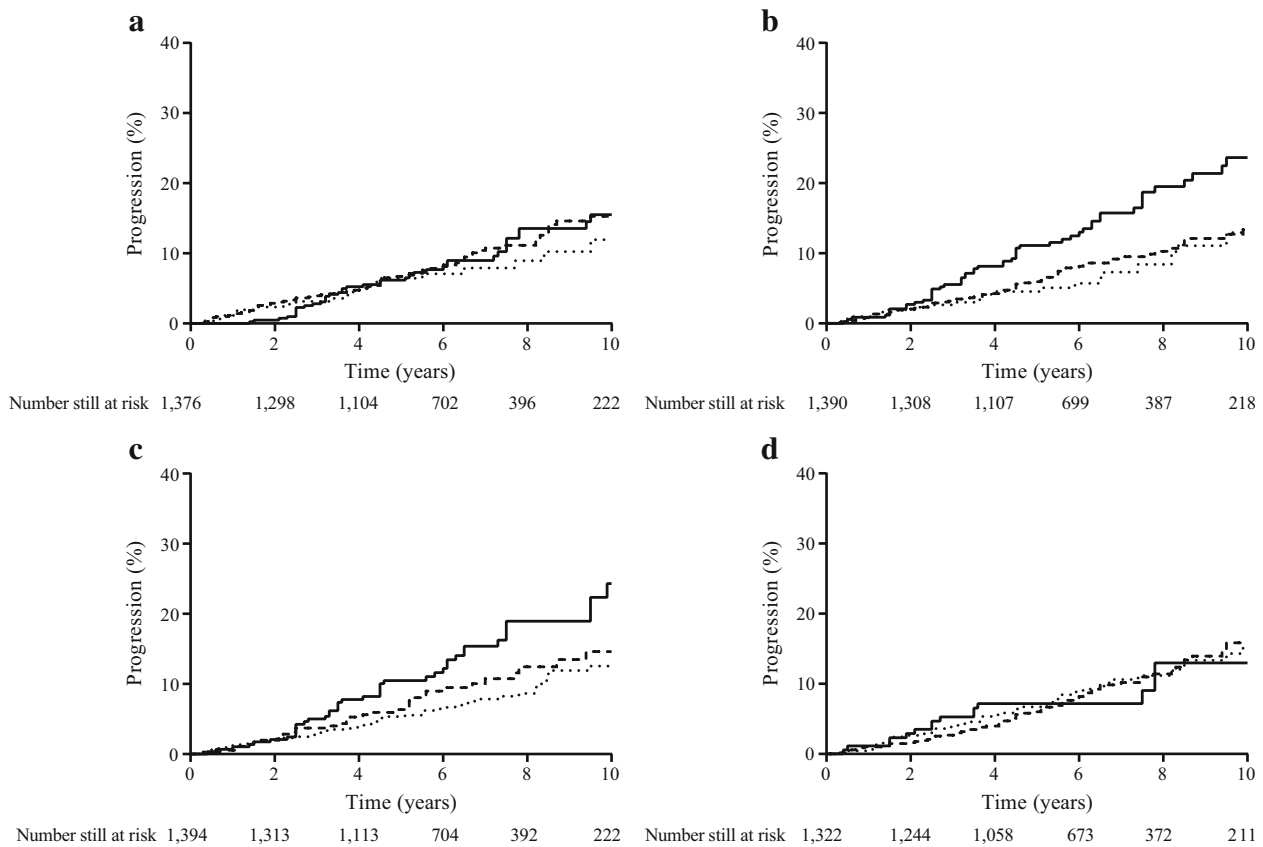 a
b
40
30
20
10
0
Progression (%)
0 2 4 6 8 10
Time (years)
Number still at risk 1,376 1,298 1,104 702 396 222
40
30
20
10
0
Progression (%)
0 2 4 6 8 10
Time (years)
Number still at risk 1,390 1,308 1,107 699 387 218
c
d
40
30
20
10
0
Progression (%)
0 2 4 6 8 10
Time (years)
Number still at risk 1,394 1,313 1,113 704 392 222
40
30
20
10
0
Progression (%)
0 2 4 6 8 10
Time (years)
Number still at risk 1,322 1,244 1,058 673 372 211